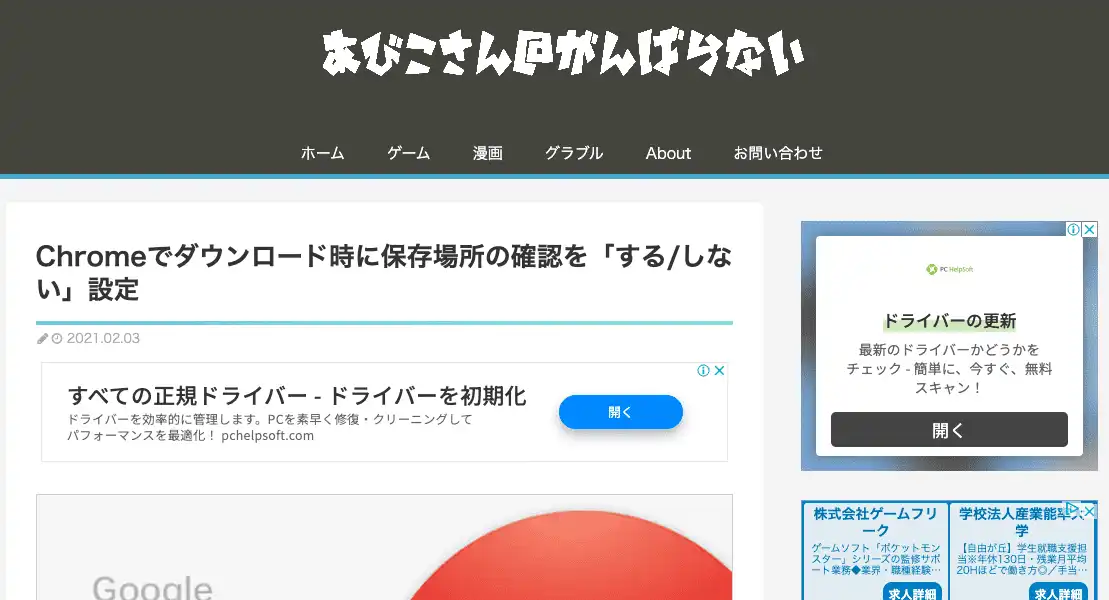 あびこさん@がんばらない
ホーム ゲーム 漫画 グラブル About お問い合わせ
Chromeでダウンロード時に保存場所の確認を「する/しな
い」設定
2021.02.03
すべての正規ドライバー - ドライバーを初期化
ドライバーを効率的に管理します。PCを素早く修復・クリーニングして
パフォーマンスを最適化！ pchelpsoft.com
開く
Google
PC HelpSoft
ドライバーの更新
最新のドライバーかどうかを
チェック - 簡単に、今すぐ、無料
スキャン！
開く
株式会社ゲームフリ
ーク
ゲームソフト「ポケットモン
スター」シリーズの監修サポ
ート業務◆業界・職種経験…
求人詳細
学校法人産業能率大
学
【自由が丘】学生就職支援担
当※年休130日・残業月平均
20Hほどで働き方◎／手当…
求人詳細